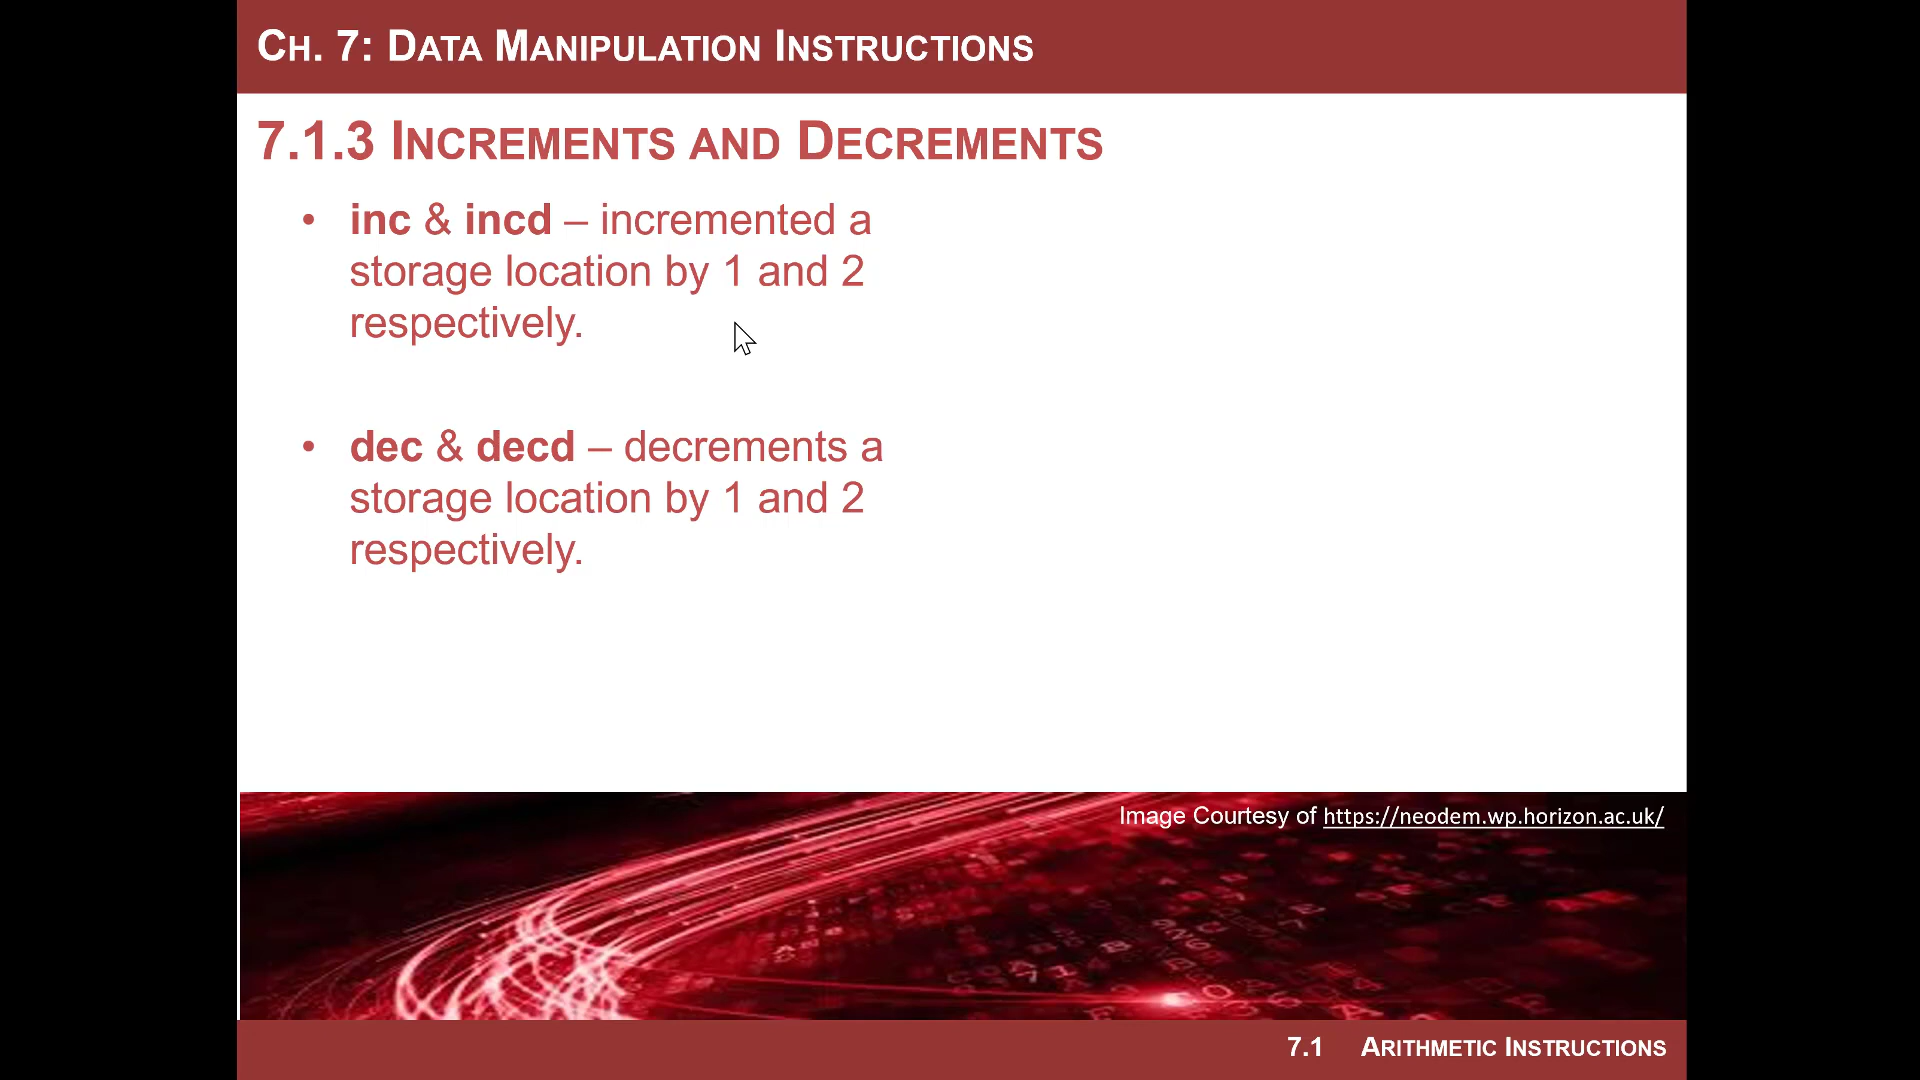 CH. 7: DATA MANIPULATION INSTRUCTIONS
7.1.3 INCREMENTS AND DECREMENTS
• inc & incd – incremented a
storage location by 1 and 2
respectively.
• dec & decd – decrements a
storage location by 1 and 2
respectively.
Image Courtesy of https://neodem.wp.horizon.ac.uk/
7.1 ARITHMETIC INSTRUCTIONS